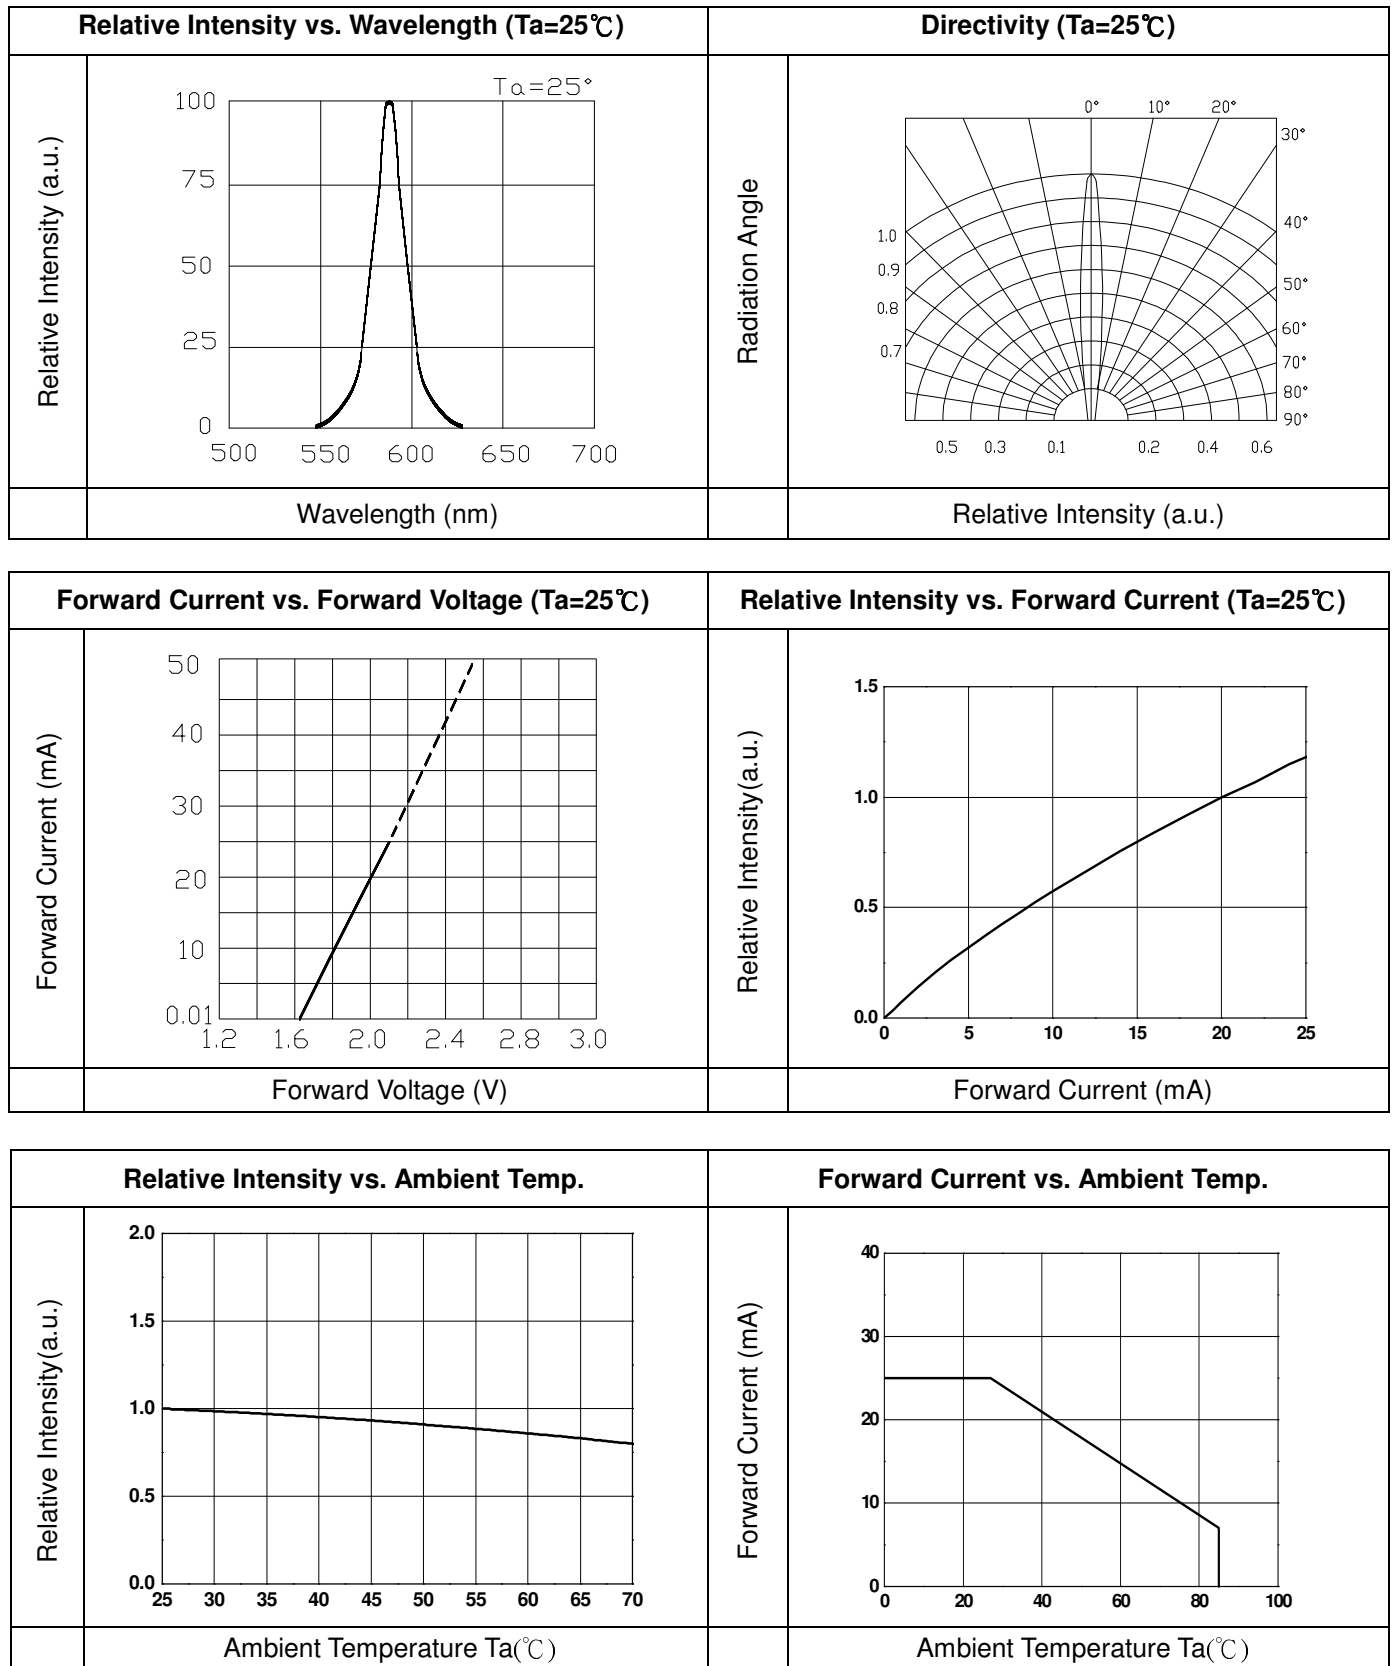 Relative Intensity vs. Wavelength (Ta=25℃)
Directivity (Ta=25℃)
Relative Intensity (a.u.)
Ta=25°
100
75
50
25
0
500 550 600 650 700
Wavelength (nm)
Radiation Angle
0° 10° 20°
30°
40°
50°
60°
70°
80°
90°
1.0
0.9
0.8
0.7
0.5 0.3 0.1 0.2 0.4 0.6
Relative Intensity (a.u.)
Forward Current vs. Forward Voltage (Ta=25℃)
Relative Intensity vs. Forward Current (Ta=25℃)
Forward Current (mA)
50
40
30
20
10
0.01
1.2 1.6 2.0 2.4 2.8 3.0
Forward Voltage (V)
Relative Intensity(a.u.)
1.5
1.0
0.5
0.0
0 5 10 15 20 25
Forward Current (mA)
Relative Intensity vs. Ambient Temp.
Forward Current vs. Ambient Temp.
Relative Intensity(a.u.)
2.0
1.5
1.0
0.5
0.0
25 30 35 40 45 50 55 60 65 70
Ambient Temperature Ta(℃)
Forward Current (mA)
40
30
20
10
0
0 20 40 60 80 100
Ambient Temperature Ta(℃)